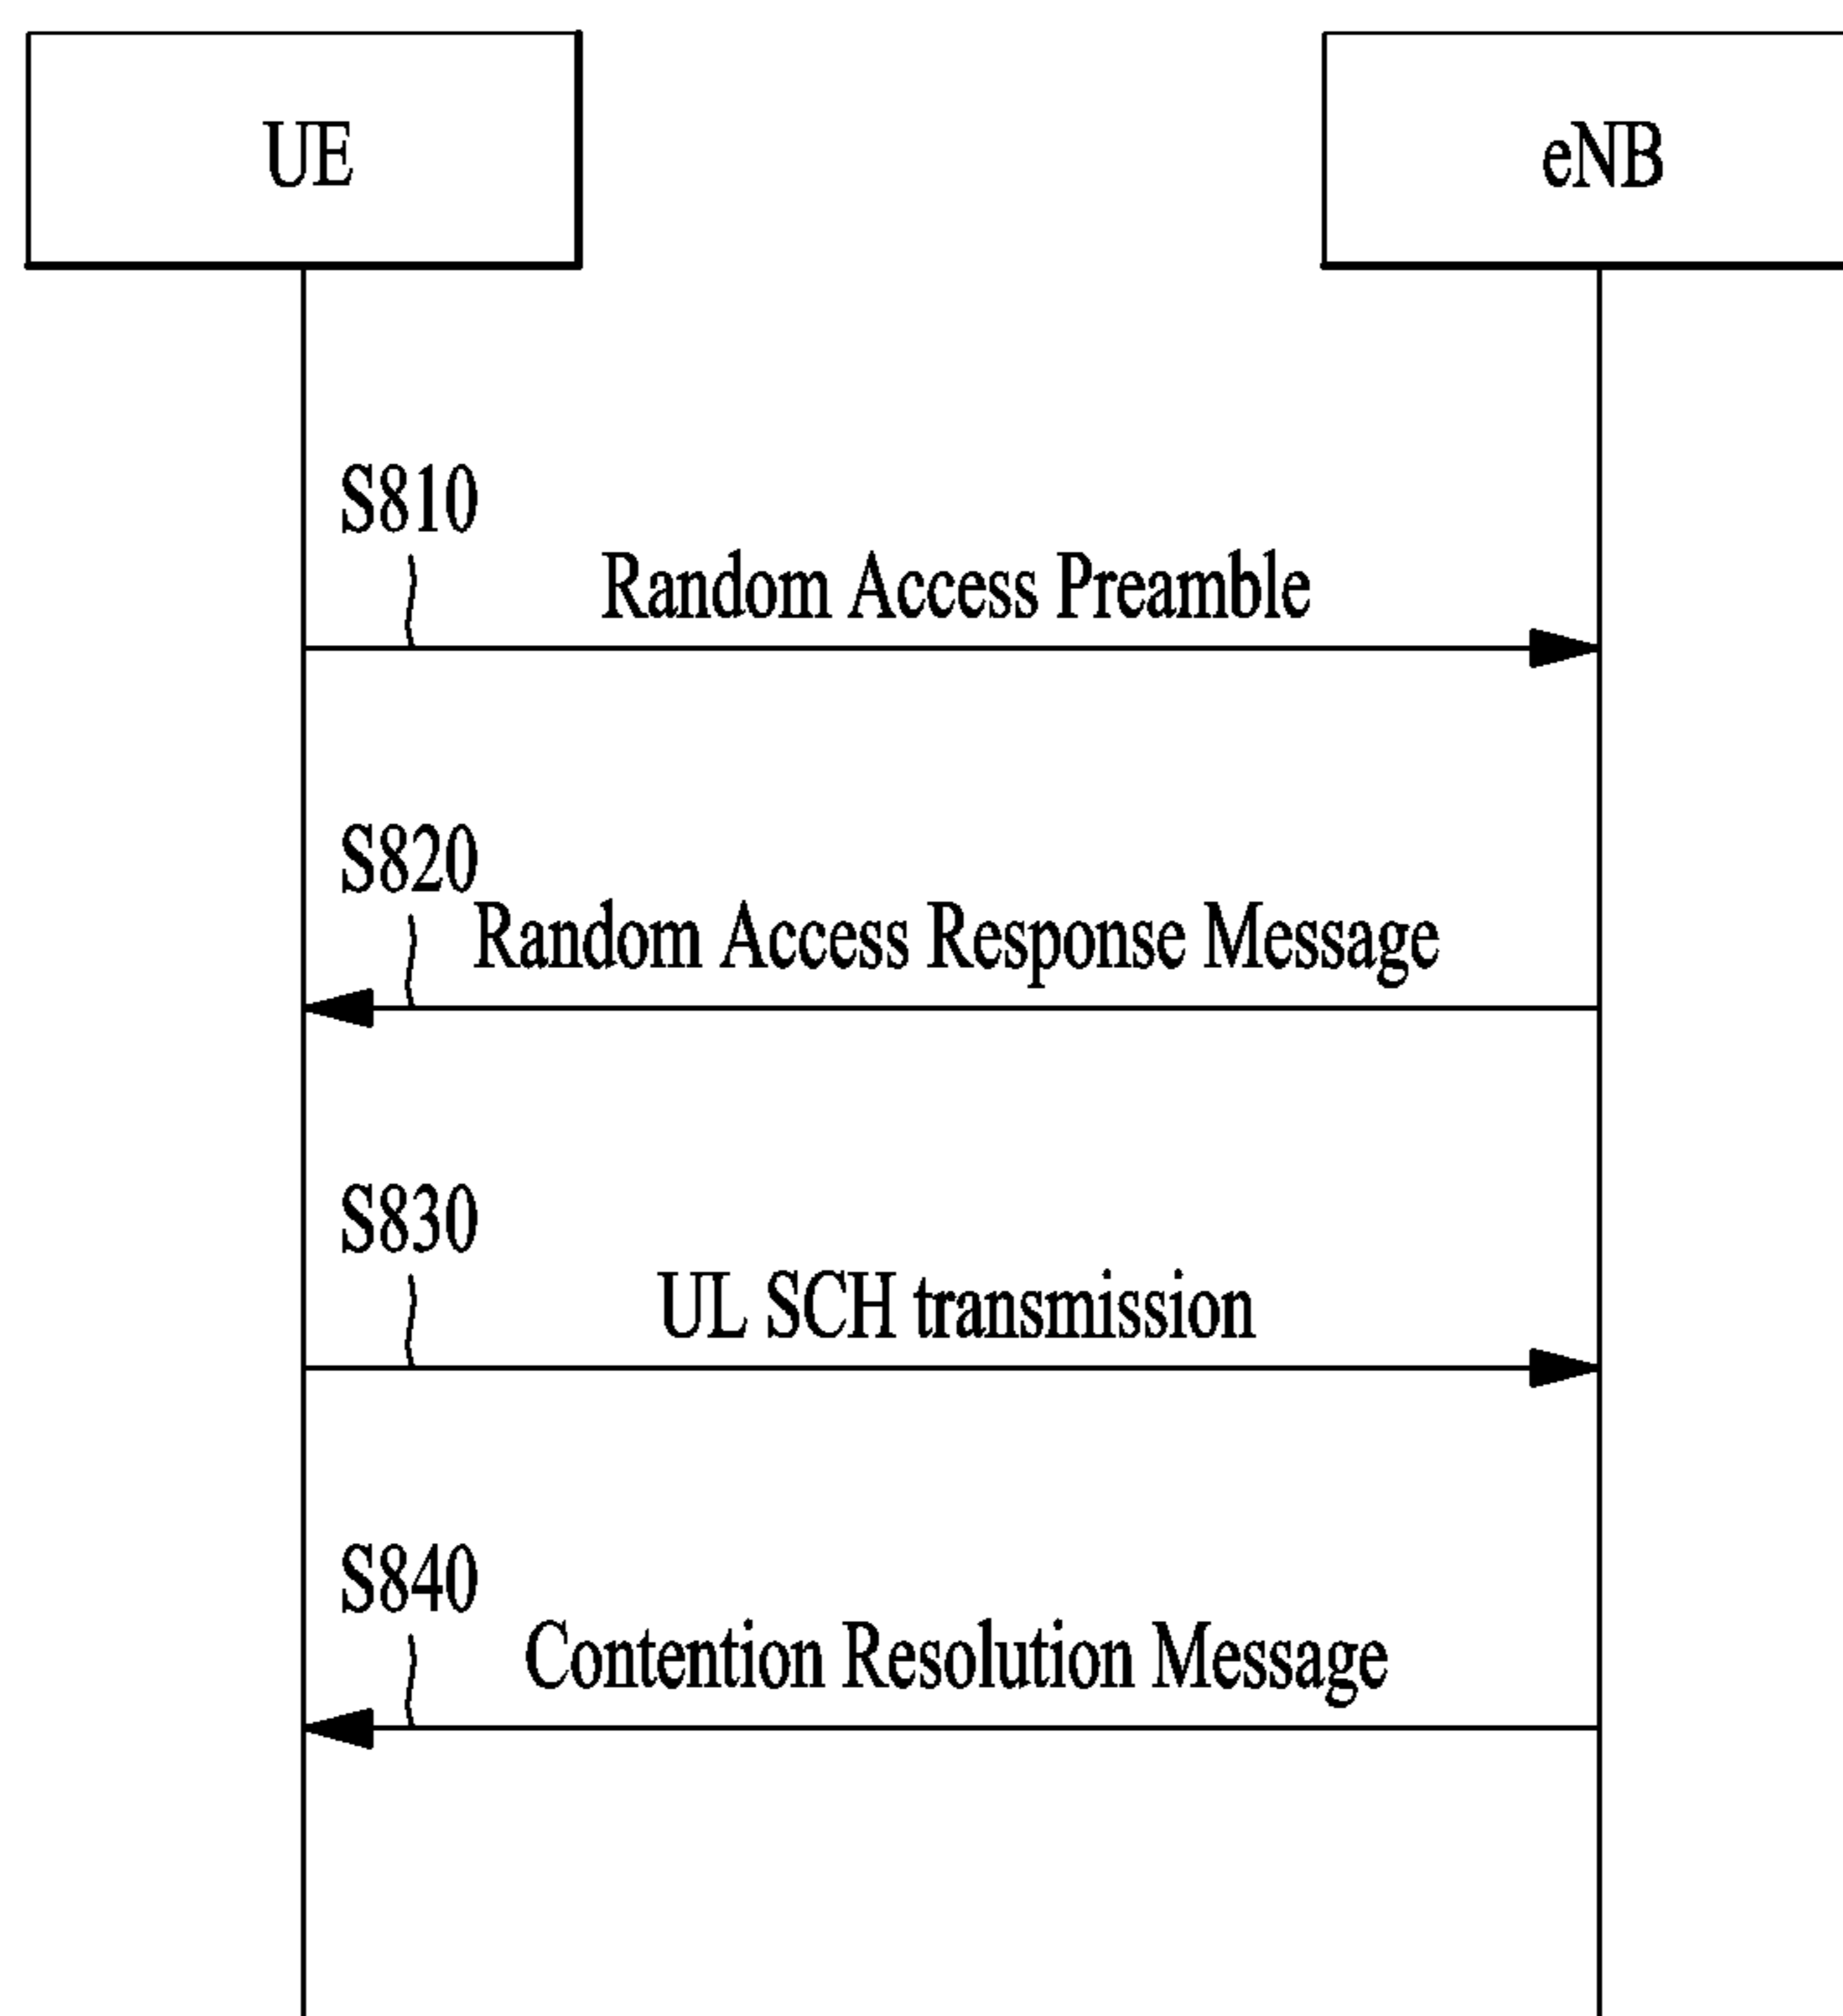 UE
eNB
S810
Random Access Preamble
S820
Random Access Response Message
S830
UL SCH transmission
S840
Contention Resolution Message